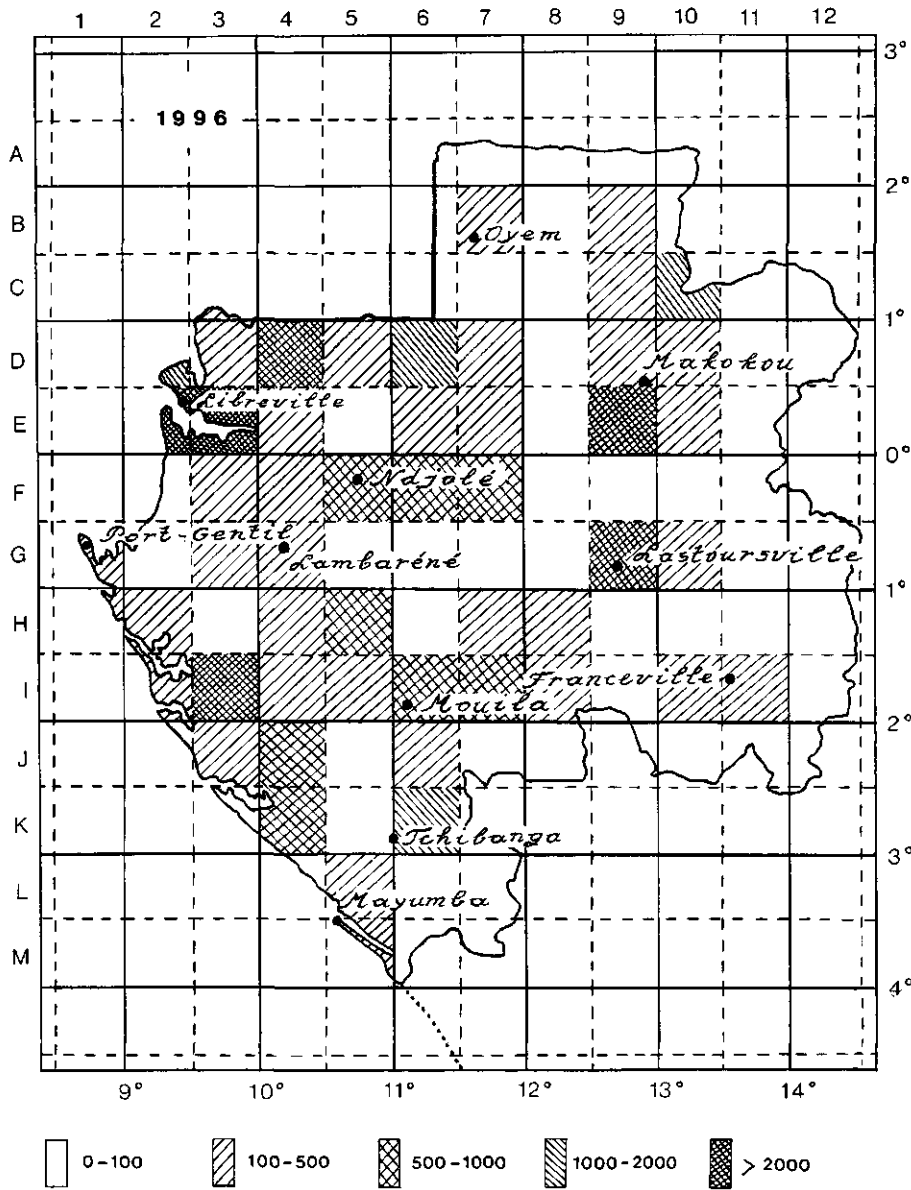 1 2 3 4 5 6 7 8 9 10 11 12
3°
1996
A
2°
B
Oyem
C
1°
D
Makokou
Libreville
E
0°
F
Ndjolé
Port-Gentil
G
Lastoursville
Lambaréné
1°
H
I
Franceville
Mouila
2°
J
K
Tchibanga
3°
L
Mayumba
M
4°
9° 10° 11° 12° 13° 14°
0-100 100-500 500-1000 1000-2000 > 2000